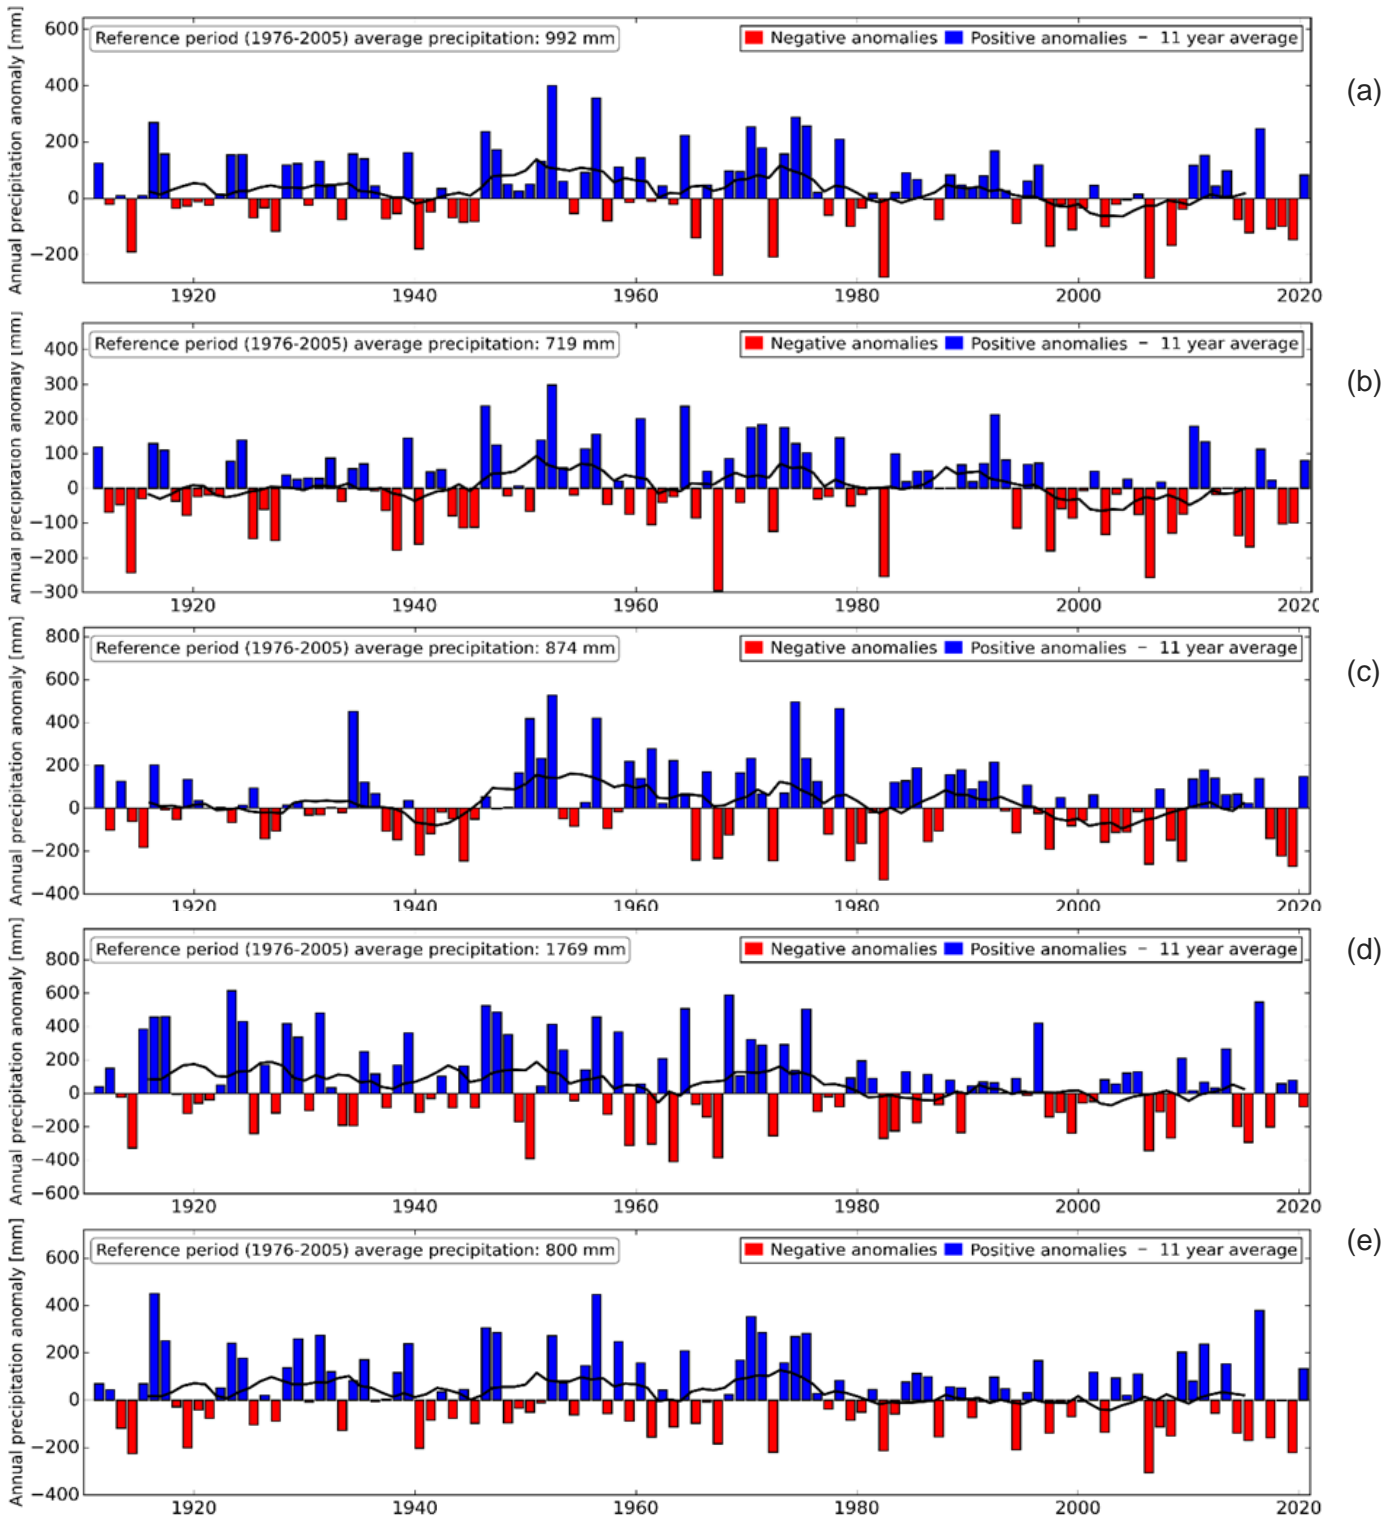 Annual precipitation anomaly [mm]
Reference period (1976-2005) average precipitation: 992 mm
Negative anomalies Positive anomalies – 11 year average
(a)
600
400
200
0
−200
1920 1940 1960 1980 2000 2020
Annual precipitation anomaly [mm]
Reference period (1976-2005) average precipitation: 719 mm
Negative anomalies Positive anomalies – 11 year average
(b)
400
300
200
100
0
−100
−200
−300
1920 1940 1960 1980 2000 2020
Annual precipitation anomaly [mm]
Reference period (1976-2005) average precipitation: 874 mm
Negative anomalies Positive anomalies – 11 year average
(c)
800
600
400
200
0
−200
−400
1920 1940 1960 1980 2000 2020
Annual precipitation anomaly [mm]
Reference period (1976-2005) average precipitation: 1769 mm
Negative anomalies Positive anomalies – 11 year average
(d)
800
600
400
200
0
−200
−400
−600
1920 1940 1960 1980 2000 2020
Annual precipitation anomaly [mm]
Reference period (1976-2005) average precipitation: 800 mm
Negative anomalies Positive anomalies – 11 year average
(e)
600
400
200
0
−200
−400
1920 1940 1960 1980 2000 2020